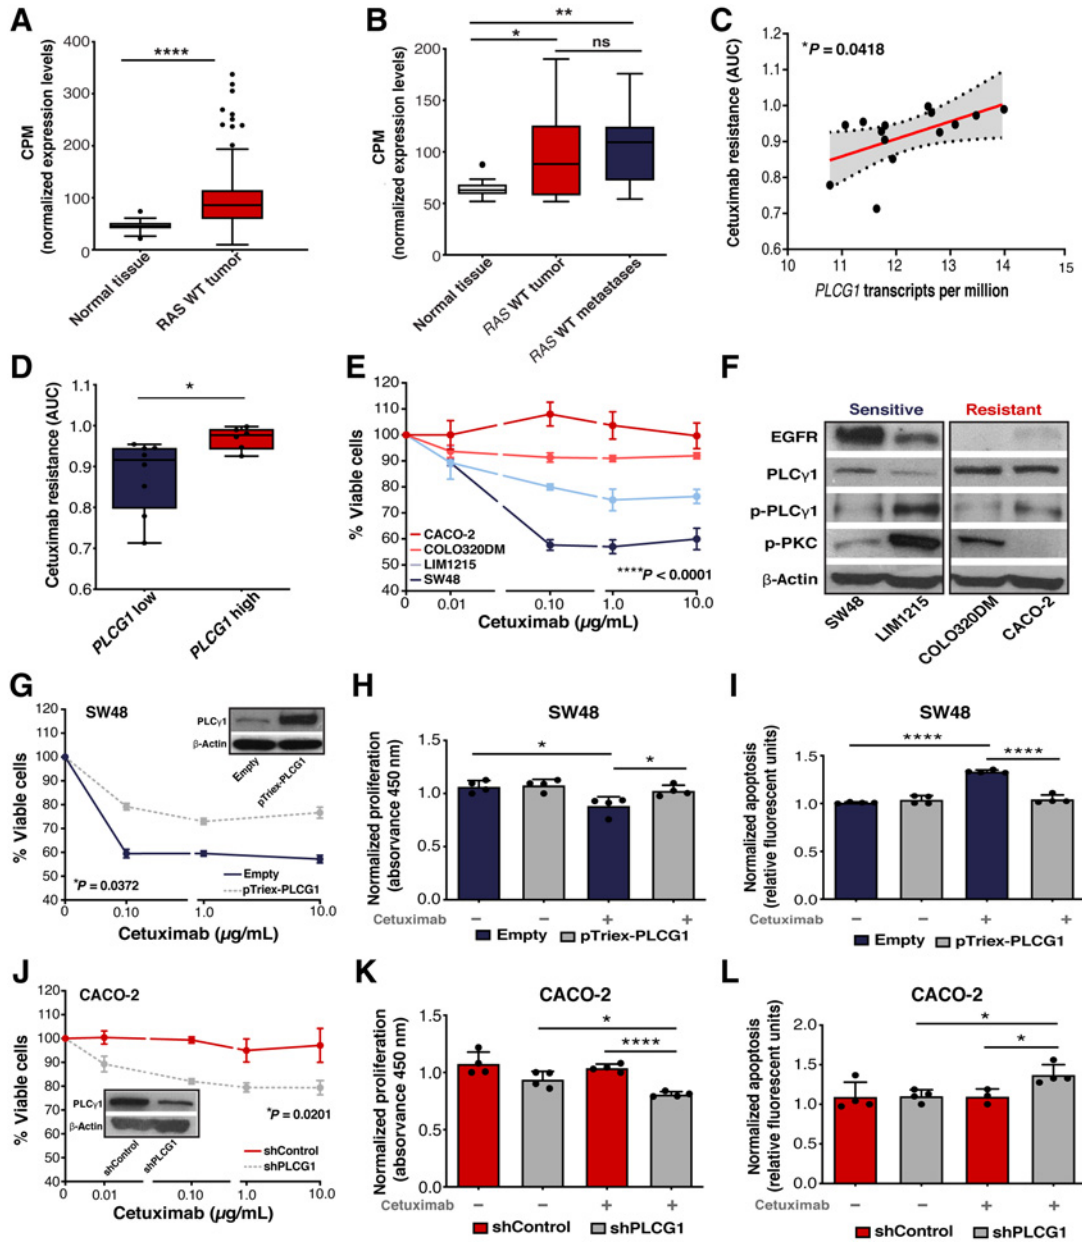 A
CPM
(normalized expression levels)
400
300
200
100
0
****
Normal tissue
RAS WT tumor
B
CPM
(normalized expression levels)
200
150
100
50
0
**
*
ns
Normal tissue
RAS WT tumor
RAS WT metastases
C
Cetuximab resistance (AUC)
1.2
1.1
1.0
0.9
0.8
0.7
0.6
*P = 0.0418
10 11 12 13 14 15
PLCG1 transcripts per million
D
Cetuximab resistance (AUC)
1.1
1.0
0.9
0.8
0.7
0.6
*
PLCG1 low
PLCG1 high
E
% Viable cells
120
110
100
90
80
70
60
50
40
CACO-2
COLO320DM
LIM1215
SW48
****P < 0.0001
0 0.01 0.10 1.0 10.0
Cetuximab (µg/mL)
F
Sensitive Resistant
EGFR
PLCγ1
p-PLCγ1
p-PKC
β-Actin
SW48
LIM1215
COLO320DM
CACO-2
G
SW48
% Viable cells
120
110
100
90
80
70
60
50
40
PLCγ1
β-Actin
Empty
pTriex-PLCG1
*P = 0.0372
Empty
pTriex-PLCG1
0 0.10 1.0 10.0
Cetuximab (µg/mL)
H
SW48
Normalized proliferation
(absorvance 450 nm)
1.5
1.0
0.5
0.0
*
*
Cetuximab − − + +
Empty pTriex-PLCG1
I
SW48
Normalized apoptosis
(relative fluorescent units)
1.5
1.0
0.5
0.0
****
****
Cetuximab − − + +
Empty pTriex-PLCG1
J
CACO-2
% Viable cells
120
110
100
90
80
70
60
50
40
PLCγ1
β-Actin
shControl
shPLCG1
*P = 0.0201
shControl
shPLCG1
0 0.01 0.10 1.0 10.0
Cetuximab (µg/mL)
K
CACO-2
Normalized proliferation
(absorvance 450 nm)
1.5
1.0
0.5
0.0
*
****
Cetuximab − − + +
shControl shPLCG1
L
CACO-2
Normalized apoptosis
(relative fluorescent units)
2.0
1.5
1.0
0.5
0.0
*
*
Cetuximab − − + +
shControl shPLCG1